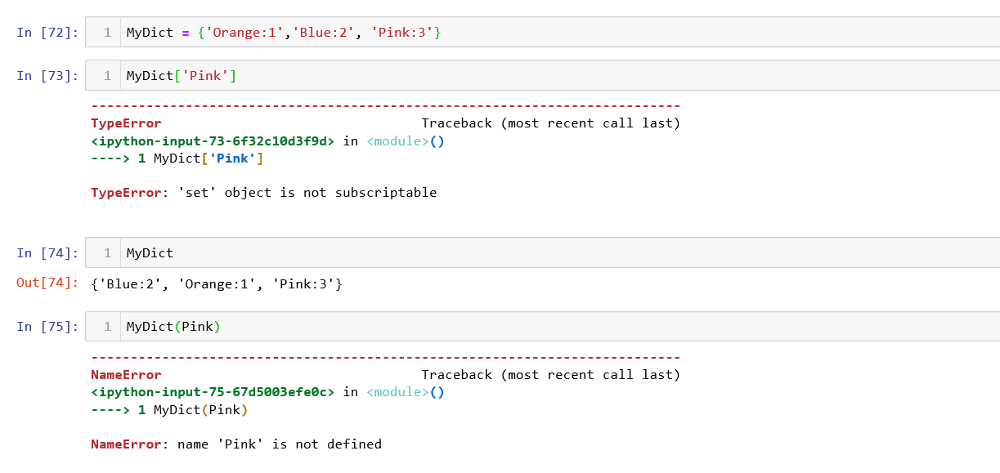 In [72]: 1 MyDict = {'Orange:1','Blue:2', 'Pink:3'}
In [73]: 1 MyDict['Pink']
---------------------------------------------------------------------------
TypeError                                 Traceback (most recent call last)
<ipython-input-73-6f32c10d3f9d> in <module>()
----> 1 MyDict['Pink']
TypeError: 'set' object is not subscriptable
In [74]: 1 MyDict
Out[74]: {'Blue:2', 'Orange:1', 'Pink:3'}
In [75]: 1 MyDict(Pink)
---------------------------------------------------------------------------
NameError                                 Traceback (most recent call last)
<ipython-input-75-67d5003efe0c> in <module>()
----> 1 MyDict(Pink)
NameError: name 'Pink' is not defined